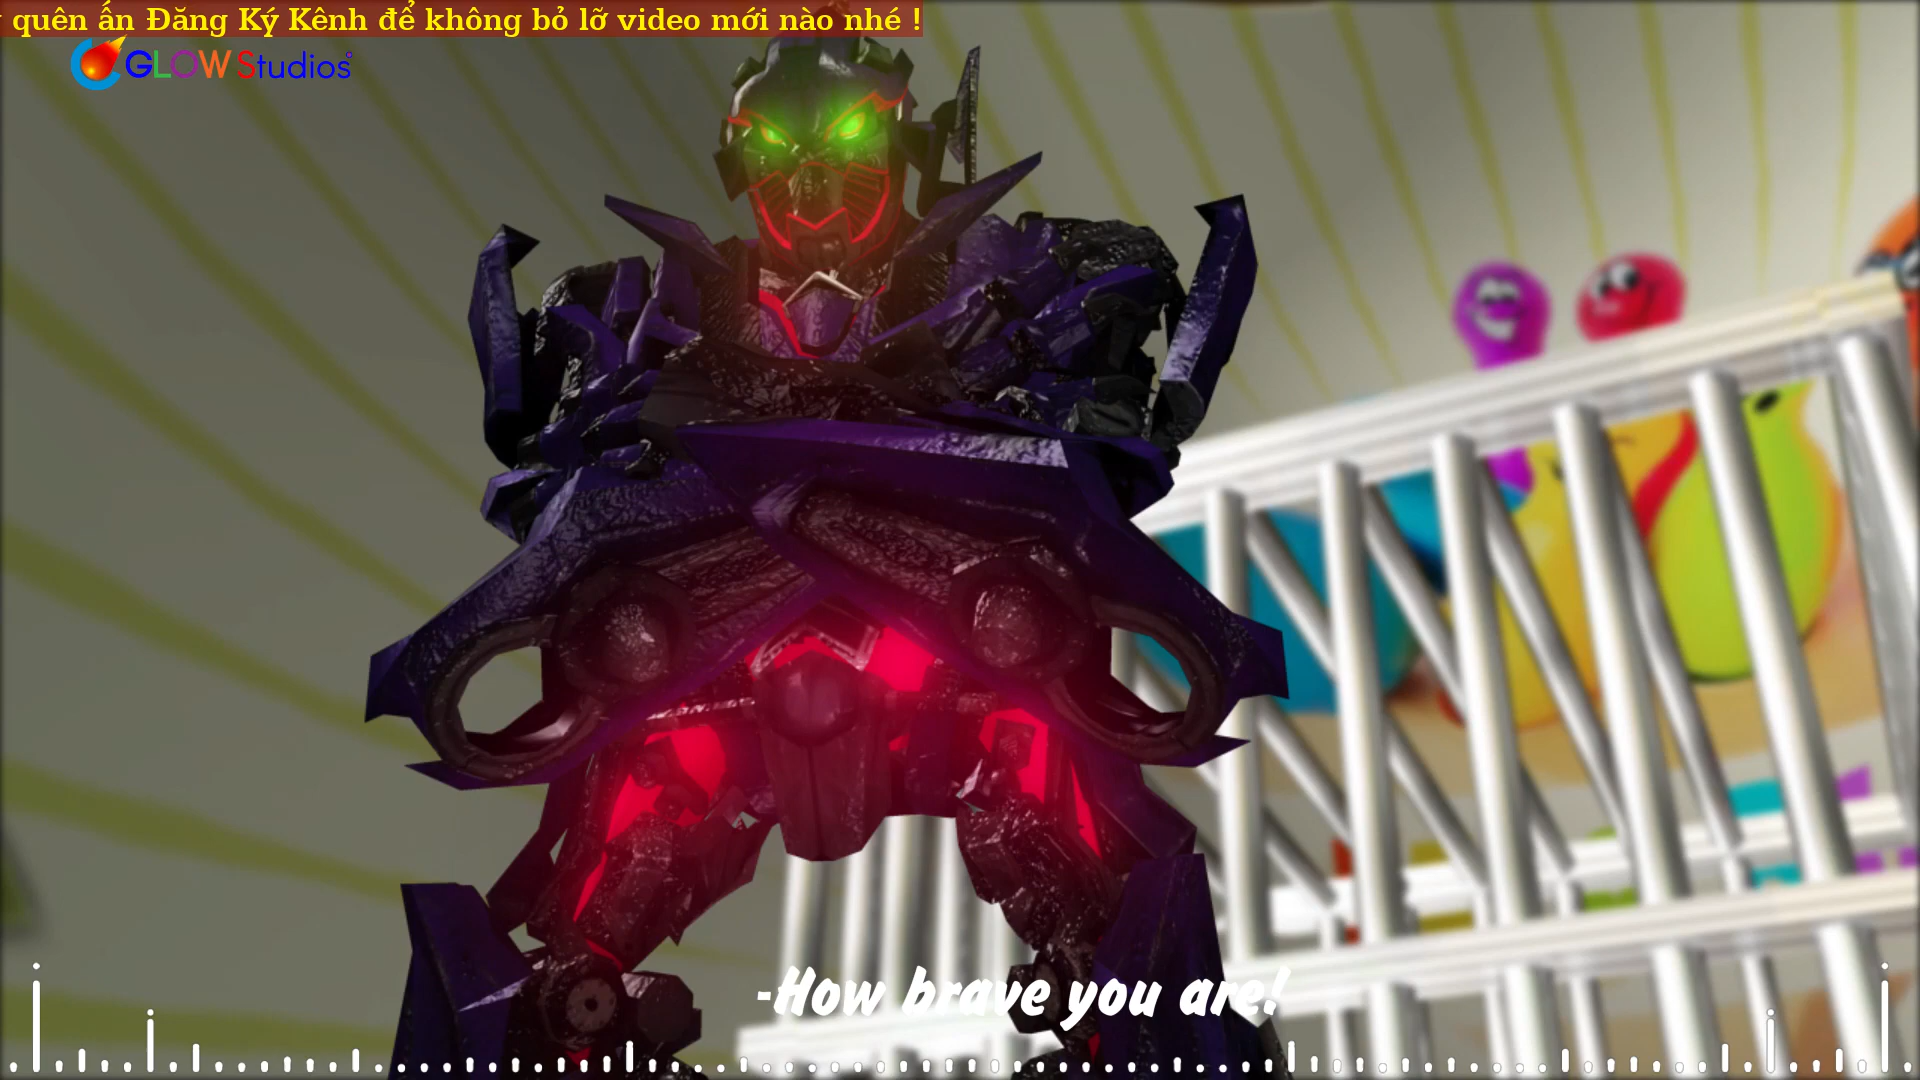 quên ấn Đăng Ký Kênh để không bỏ lỡ video mới nào nhé !
GLOW Studios
-How brave you are!